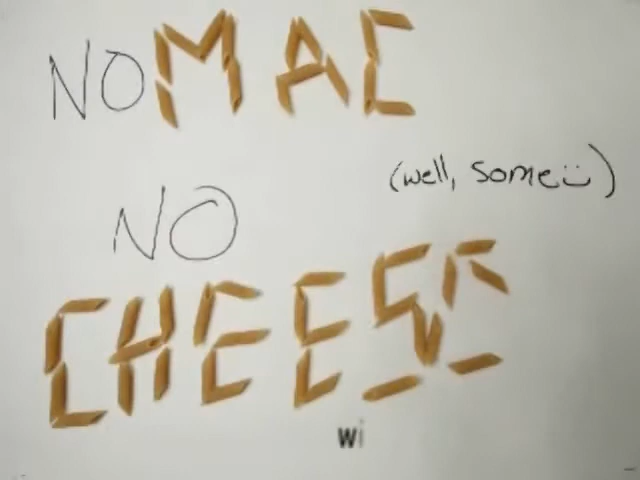 NO MAC
(well, some :)
NO
CHEESE
wi